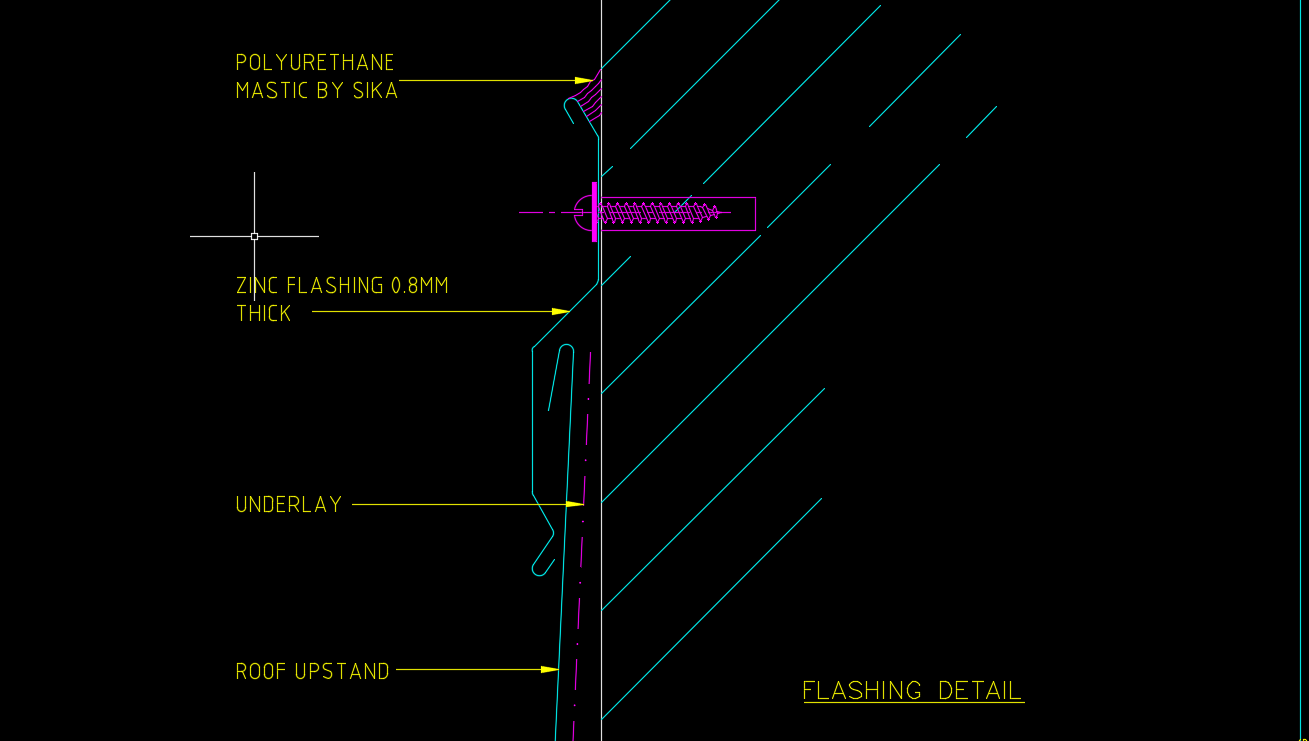 POLYURETHANE
MASTIC BY SIKA
ZINC FLASHING 0.8MM
THICK
UNDERLAY
ROOF UPSTAND
FLASHING DETAIL